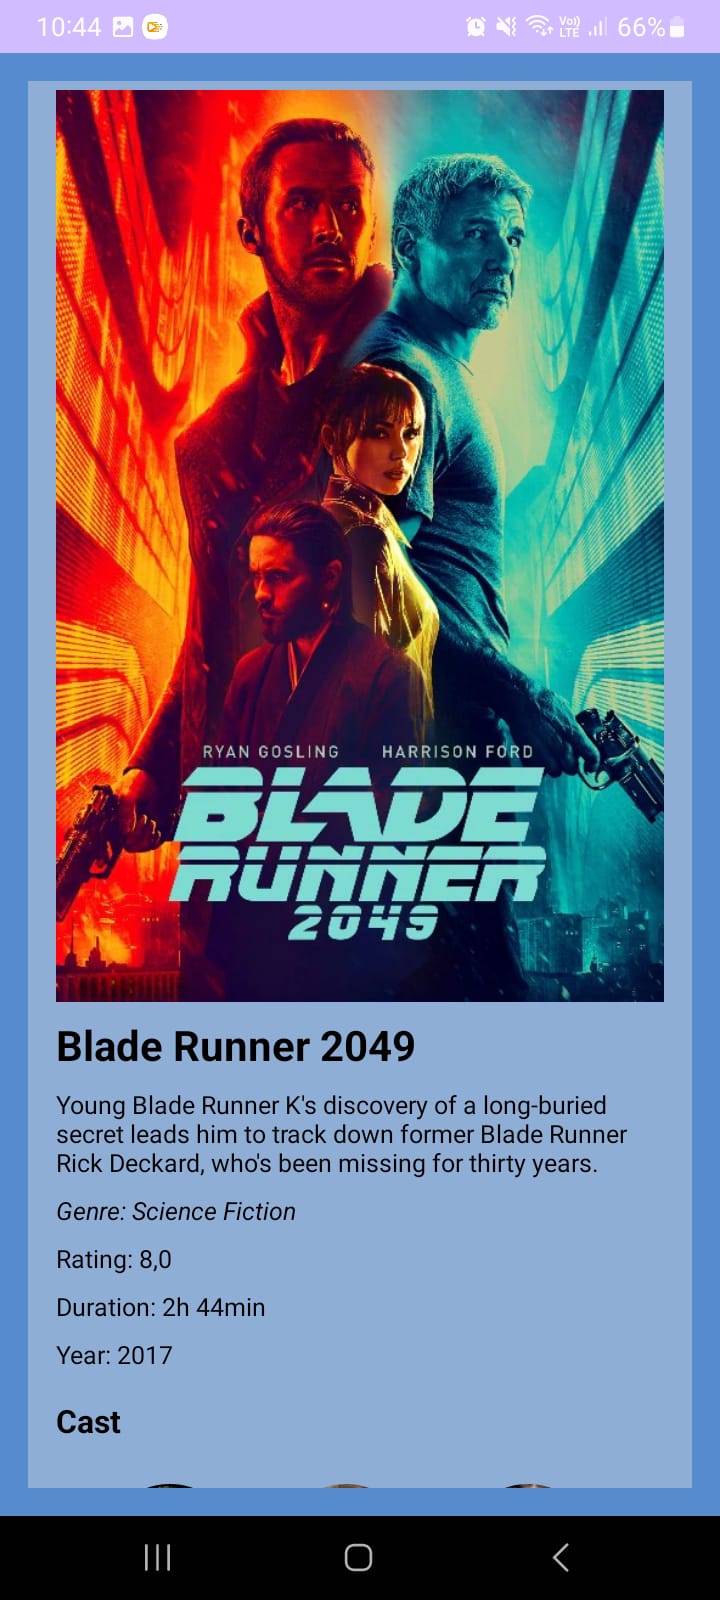 10:44
Vo))
LTE
66%
RYAN GOSLING HARRISON FORD
BLADE
RUNNER
2049
Blade Runner 2049
Young Blade Runner K's discovery of a long-buried
secret leads him to track down former Blade Runner
Rick Deckard, who's been missing for thirty years.
Genre: Science Fiction
Rating: 8,0
Duration: 2h 44min
Year: 2017
Cast